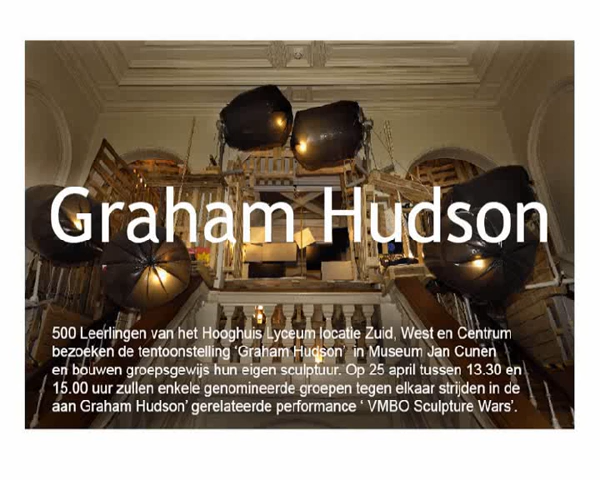 Graham Hudson
500 Leerlingen van het Hooghuis Lyceum locatie Zuid, West en Centrum
bezoeken de tentoonstelling ‘Graham Hudson’ in Museum Jan Cunen
en bouwen groepsgewijs hun eigen sculptuur. Op 25 april tussen 13.30 en
15.00 uur zullen enkele genomineerde groepen tegen elkaar strijden in de
aan Graham Hudson’ gerelateerde performance ‘ VMBO Sculpture Wars’.